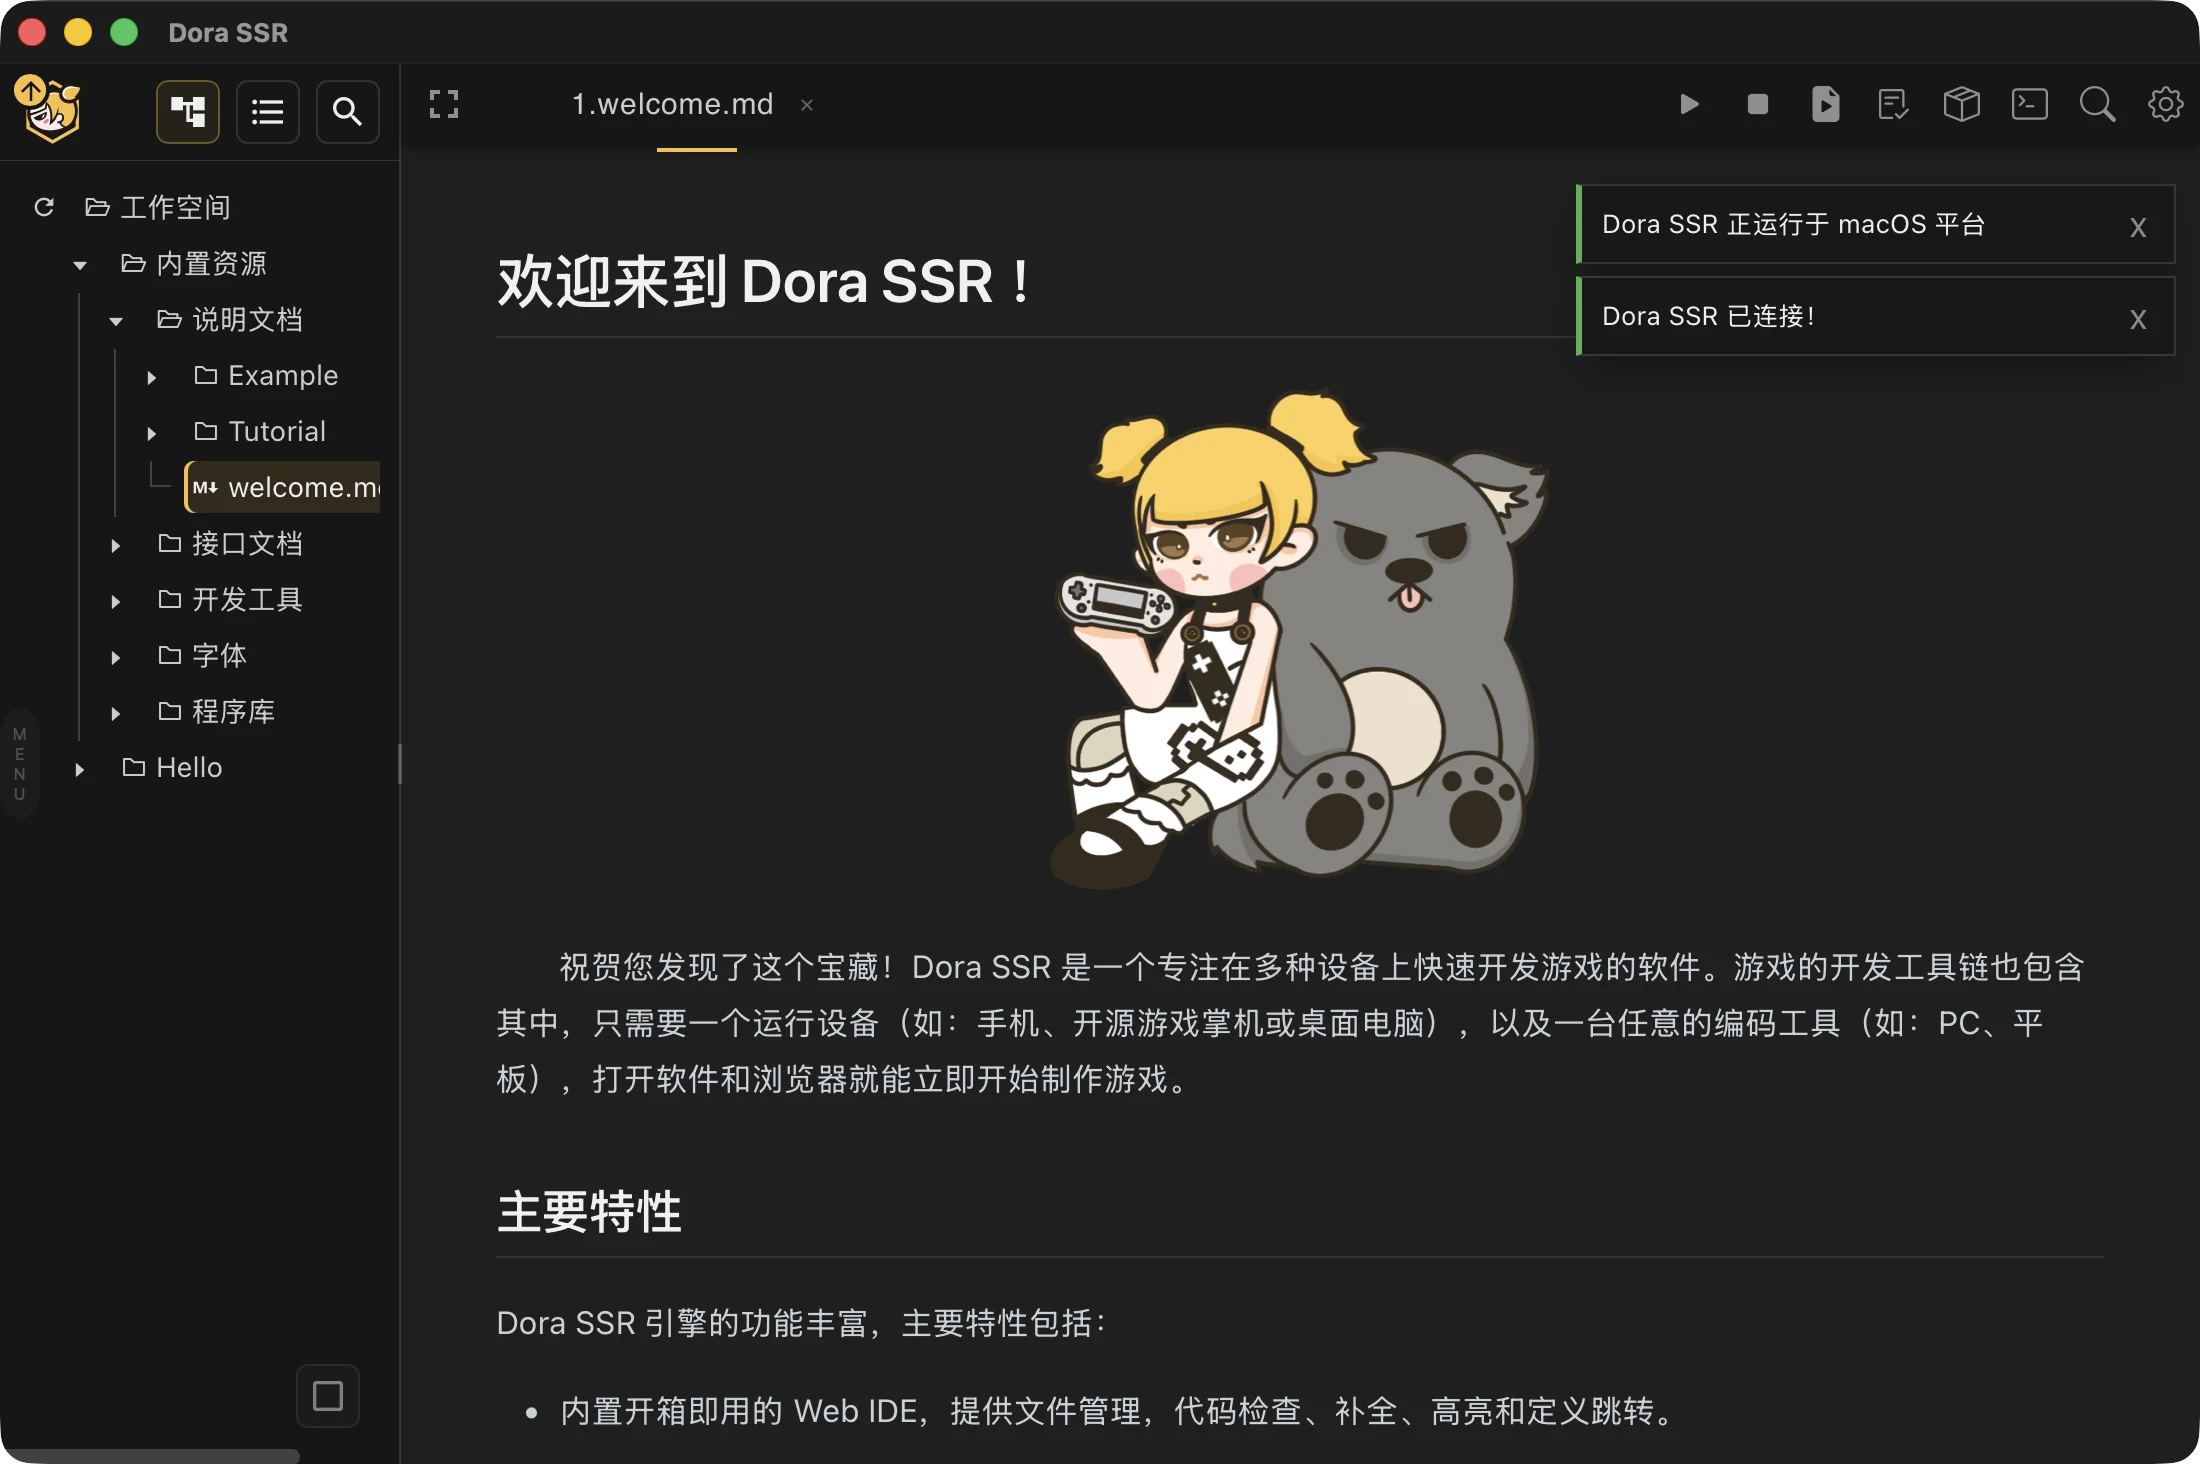 Dora SSR
1.welcome.md
工作空间
内置资源
说明文档
Example
Tutorial
welcome.m
接口文档
开发工具
字体
程序库
Hello
MENU
Dora SSR 正运行于 macOS 平台
X
Dora SSR 已连接！
X
欢迎来到 Dora SSR！
祝贺您发现了这个宝藏！Dora SSR 是一个专注在多种设备上快速开发游戏的软件。游戏的开发工具链也包含
其中，只需要一个运行设备（如：手机、开源游戏掌机或桌面电脑），以及一台任意的编码工具（如：PC、平
板），打开软件和浏览器就能立即开始制作游戏。
主要特性
Dora SSR 引擎的功能丰富，主要特性包括：
• 内置开箱即用的 Web IDE，提供文件管理，代码检查、补全、高亮和定义跳转。